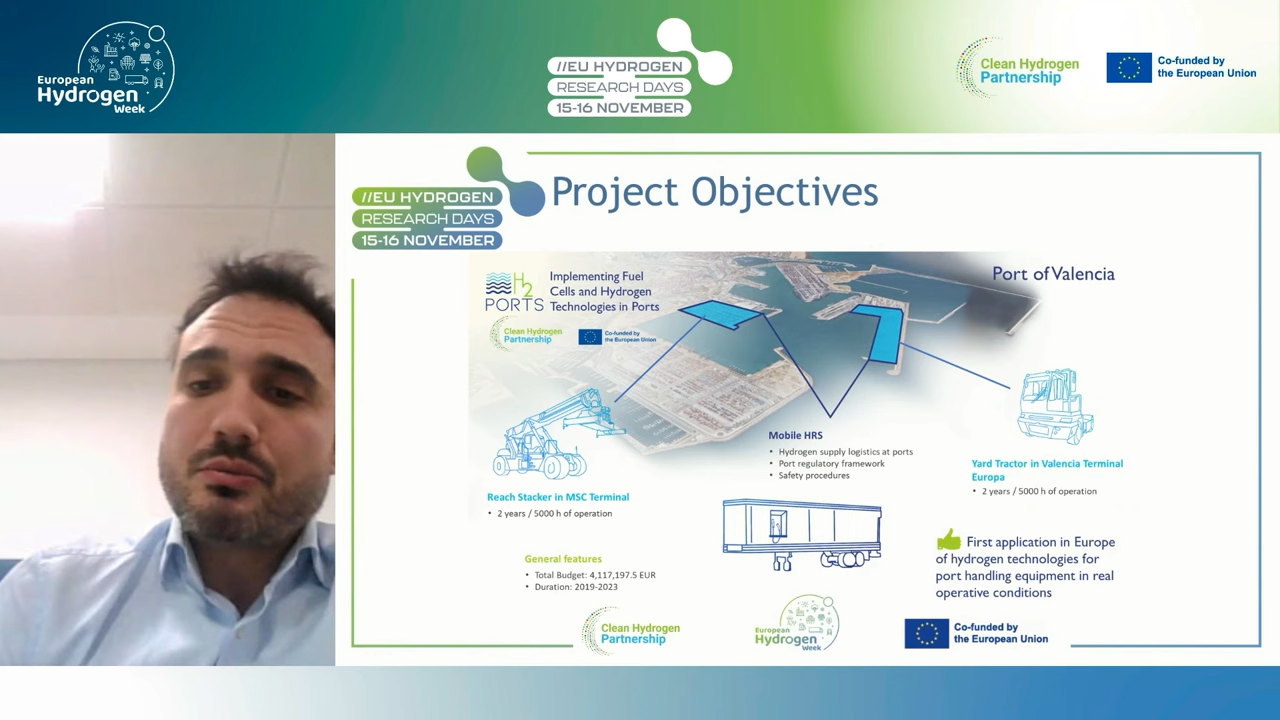 European
Hydrogen
Week
//EU HYDROGEN
RESEARCH DAYS
15-16 NOVEMBER
Clean Hydrogen
Partnership
Co-funded by
the European Union
//EU HYDROGEN
RESEARCH DAYS
15-16 NOVEMBER
Project Objectives
H2
PORTS
Implementing Fuel
Cells and Hydrogen
Technologies in Ports
Clean Hydrogen
Partnership
Co-funded by
the European Union
Port of Valencia
Reach Stacker in MSC Terminal
• 2 years / 5000 h of operation
Mobile HRS
• Hydrogen supply logistics at ports
• Port regulatory framework
• Safety procedures
Yard Tractor in Valencia Terminal
Europa
• 2 years / 5000 h of operation
General features
• Total Budget: 4,117,197.5 EUR
• Duration: 2019-2023
First application in Europe
of hydrogen technologies for
port handling equipment in real
operative conditions
Clean Hydrogen
Partnership
European
Hydrogen
Week
Co-funded by
the European Union